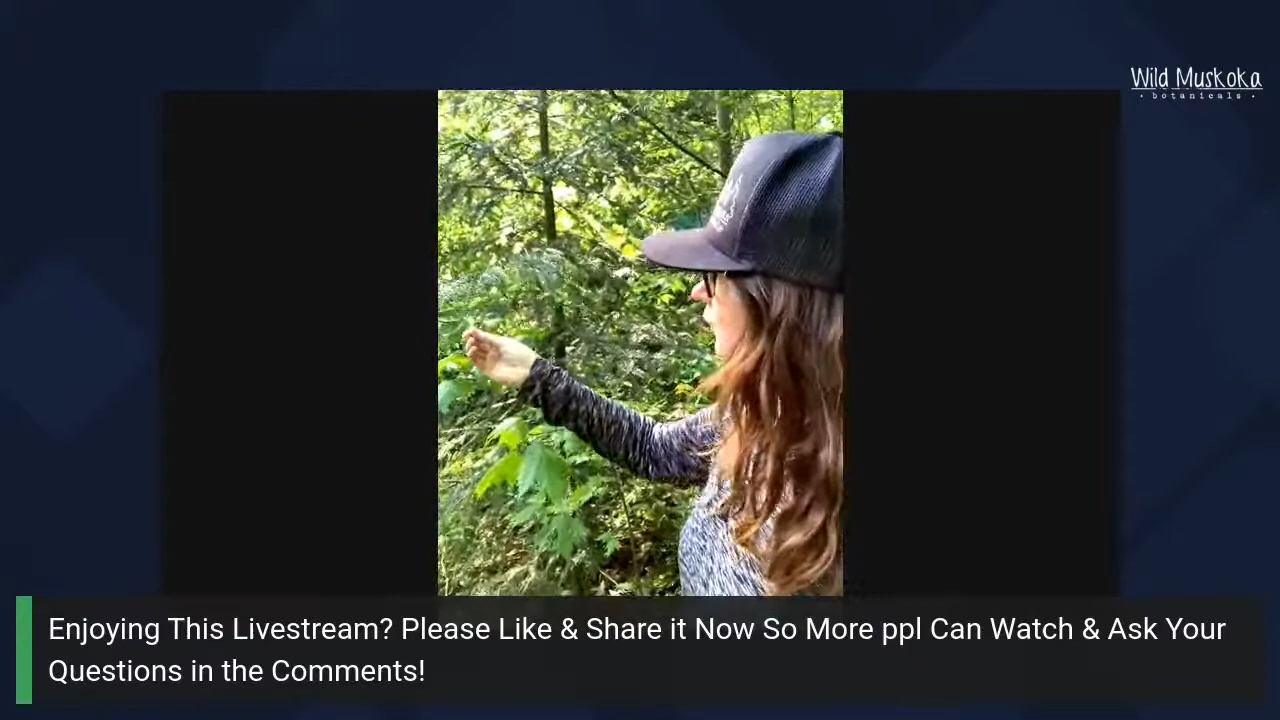 Wild Muskoka
• botanicals •
Enjoying This Livestream? Please Like & Share it Now So More ppl Can Watch & Ask Your
Questions in the Comments!